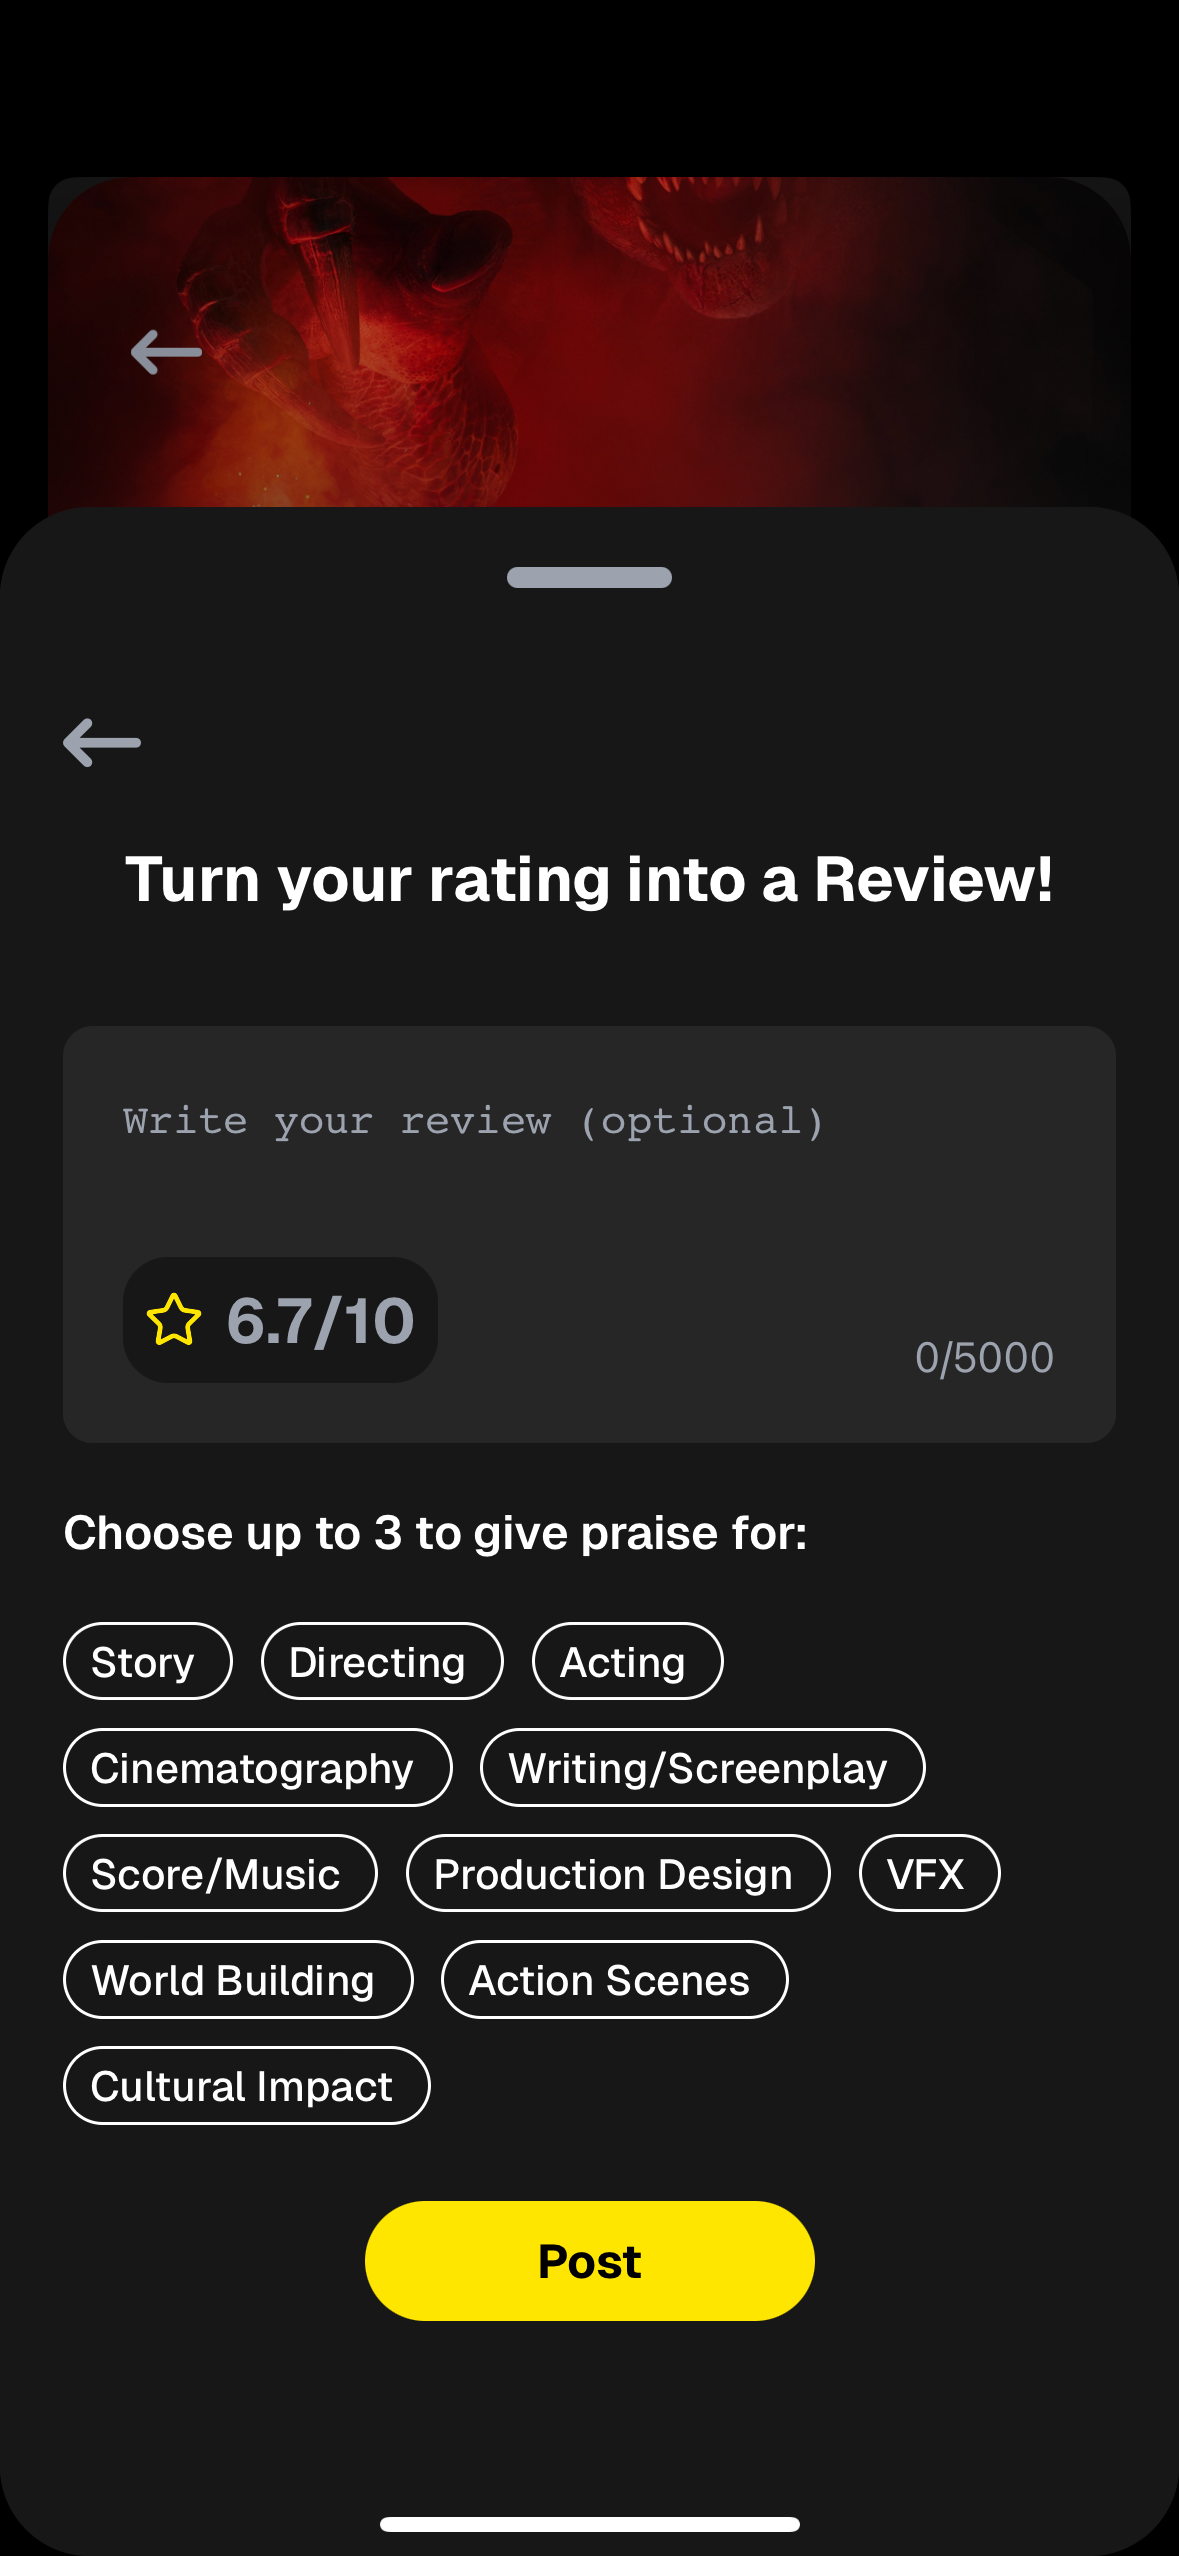 Turn your rating into a Review!
Write your review (optional)
6.7/10
0/5000
Choose up to 3 to give praise for:
Story Directing Acting
Cinematography Writing/Screenplay
Score/Music Production Design VFX
World Building Action Scenes
Cultural Impact
Post